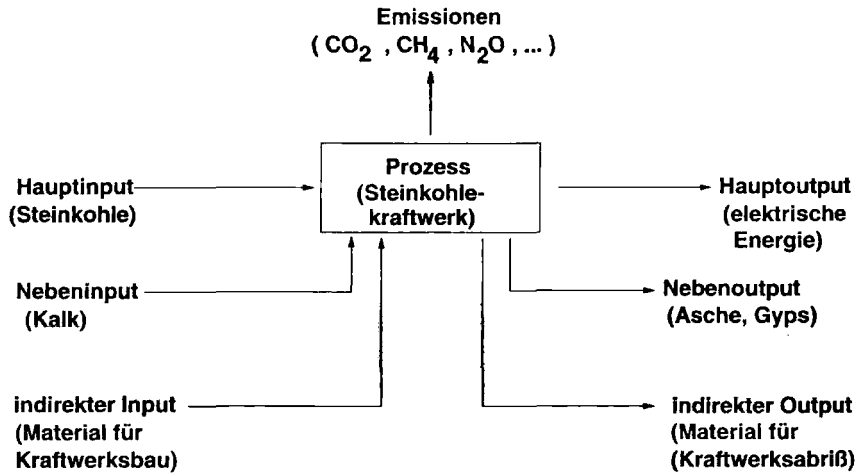 Emissionen
( CO2 , CH4 , N2O , ... )
Prozess
(Steinkohle-
kraftwerk)
Hauptinput
(Steinkohle)
Hauptoutput
(elektrische
Energie)
Nebeninput
(Kalk)
Nebenoutput
(Asche, Gyps)
indirekter Input
(Material für
Kraftwerksbau)
indirekter Output
(Material für
(Kraftwerksabriß)